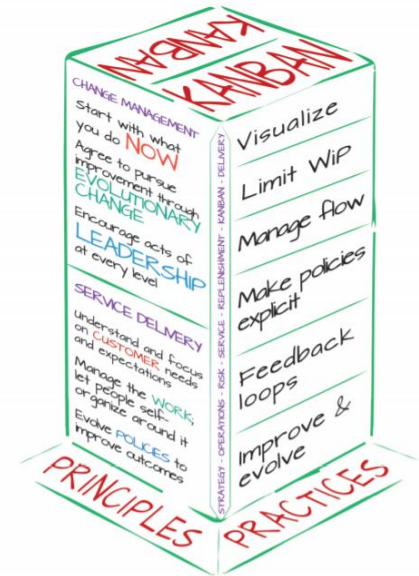 KANBAN
KANBAN
CHANGE MANAGEMENT
Start with what
you do NOW
Agree to pursue
improvement through
EVOLUTIONARY
CHANGE
Encourage acts of
LEADERSHIP
at every level
SERVICE DELIVERY
Understand and focus
on CUSTOMER needs
and expectations
Manage the WORK;
let people self-
organize around it
Evolve POLICIES to
improve outcomes
STRATEGY - OPERATIONS - RISK - SERVICE - REPLENISHMENT - KANBAN - DELIVERY
Visualize
Limit WiP
Manage flow
Make policies
explicit
Feedback
loops
Improve &
evolve
PRINCIPLES
PRACTICES